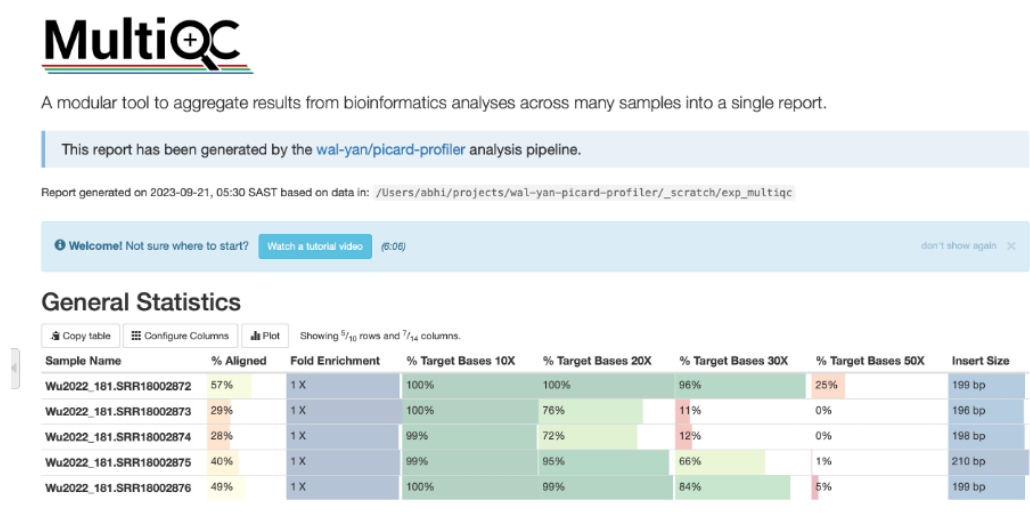 MultiQC
A modular tool to aggregate results from bioinformatics analyses across many samples into a single report.
This report has been generated by the wal-yan/picard-profiler analysis pipeline.
Report generated on 2023-09-21, 05:30 SAST based on data in: /Users/abhi/projects/wal-yan-picard-profiler/_scratch/exp_multiqc
Welcome! Not sure where to start? Watch a tutorial video (6:06) don't show again ×
General Statistics
Copy table Configure Columns Plot Showing 5/10 rows and 7/14 columns.
Sample Name % Aligned Fold Enrichment % Target Bases 10X % Target Bases 20X % Target Bases 30X % Target Bases 50X Insert Size
Wu2022_181.SRR18002872 57% 1 X 100% 100% 96% 25% 199 bp
Wu2022_181.SRR18002873 29% 1 X 100% 76% 11% 0% 196 bp
Wu2022_181.SRR18002874 28% 1 X 99% 72% 12% 0% 198 bp
Wu2022_181.SRR18002875 40% 1 X 99% 95% 66% 1% 210 bp
Wu2022_181.SRR18002876 49% 1 X 100% 99% 84% 5% 199 bp